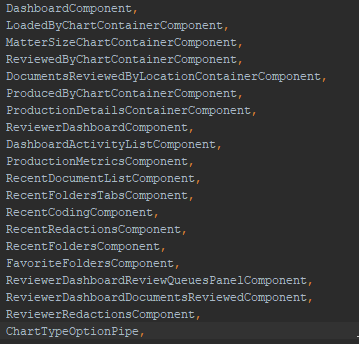 DashboardComponent,
LoadedByChartContainerComponent,
MatterSizeChartContainerComponent,
ReviewedByChartContainerComponent,
DocumentsReviewedByLocationContainerComponent,
ProducedByChartContainerComponent,
ProductionDetailsContainerComponent,
ReviewerDashboardComponent,
DashboardActivityListComponent,
ProductionMetricsComponent,
RecentDocumentListComponent,
RecentFoldersTabsComponent,
RecentCodingComponent,
RecentRedactionsComponent,
RecentFoldersComponent,
FavoriteFoldersComponent,
ReviewerDashboardReviewQueuesPanelComponent,
ReviewerDashboardDocumentsReviewedComponent,
ReviewerRedactionsComponent,
ChartTypeOptionPipe,